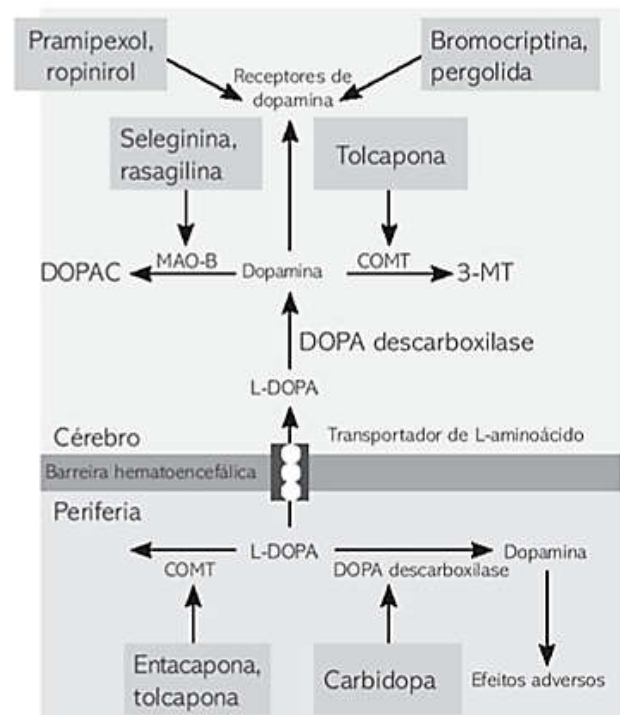 Pramipexol,
ropinirol
Bromocriptina,
pergolida
Receptores de
dopamina
Seleginina,
rasagilina
Tolcapona
DOPAC
MAO-B
Dopamina
COMT
3-MT
DOPA descarboxilase
L-DOPA
Cérebro
Transportador de L-aminoácido
Barreira hematoencefálica
Periferia
L-DOPA
Dopamina
COMT
DOPA descarboxilase
Entacapona,
tolcapona
Carbidopa
Efeitos adversos